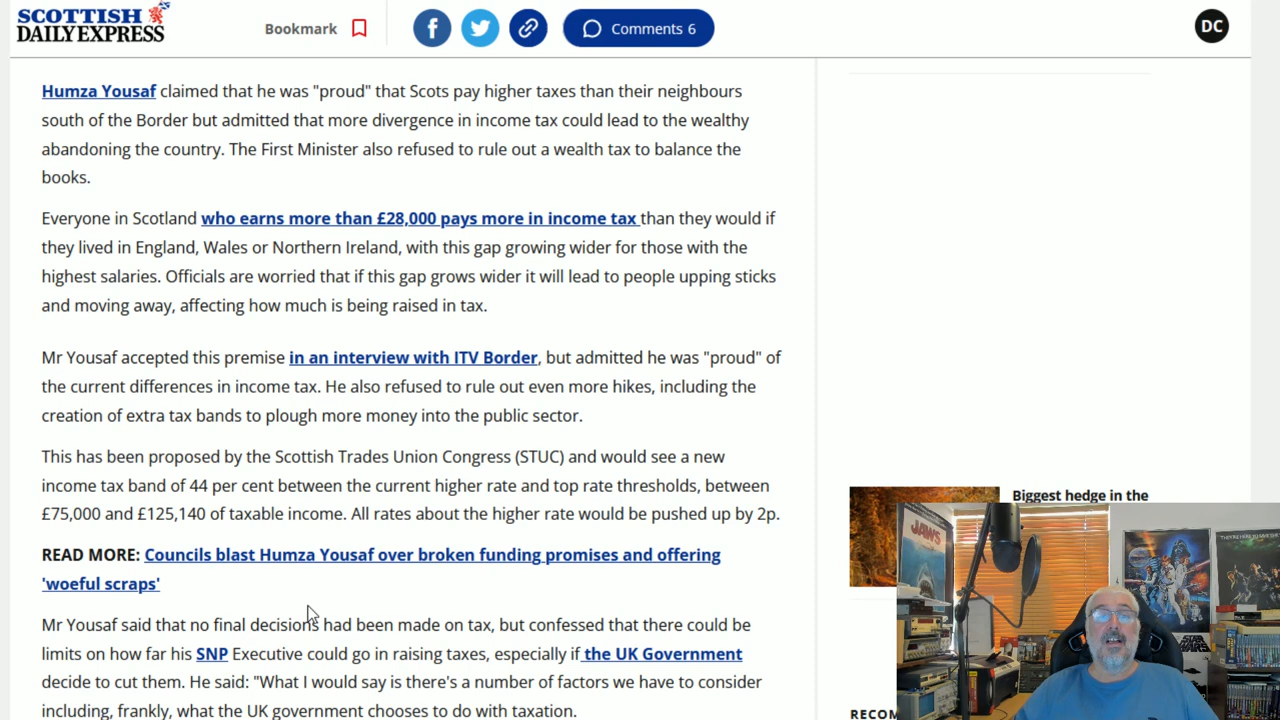 SCOTTISH
DAILY EXPRESS
Bookmark
Comments 6
DC
Humza Yousaf claimed that he was "proud" that Scots pay higher taxes than their neighbours
south of the Border but admitted that more divergence in income tax could lead to the wealthy
abandoning the country. The First Minister also refused to rule out a wealth tax to balance the
books.
Everyone in Scotland who earns more than £28,000 pays more in income tax than they would if
they lived in England, Wales or Northern Ireland, with this gap growing wider for those with the
highest salaries. Officials are worried that if this gap grows wider it will lead to people upping sticks
and moving away, affecting how much is being raised in tax.
Mr Yousaf accepted this premise in an interview with ITV Border, but admitted he was "proud" of
the current differences in income tax. He also refused to rule out even more hikes, including the
creation of extra tax bands to plough more money into the public sector.
This has been proposed by the Scottish Trades Union Congress (STUC) and would see a new
income tax band of 44 per cent between the current higher rate and top rate thresholds, between
£75,000 and £125,140 of taxable income. All rates about the higher rate would be pushed up by 2p.
READ MORE: Councils blast Humza Yousaf over broken funding promises and offering
'woeful scraps'
Mr Yousaf said that no final decisions had been made on tax, but confessed that there could be
limits on how far his SNP Executive could go in raising taxes, especially if the UK Government
decide to cut them. He said: "What I would say is there's a number of factors we have to consider
including, frankly, what the UK government chooses to do with taxation.
Biggest hedge in the
JAWS
STAR
WARS
RECOM